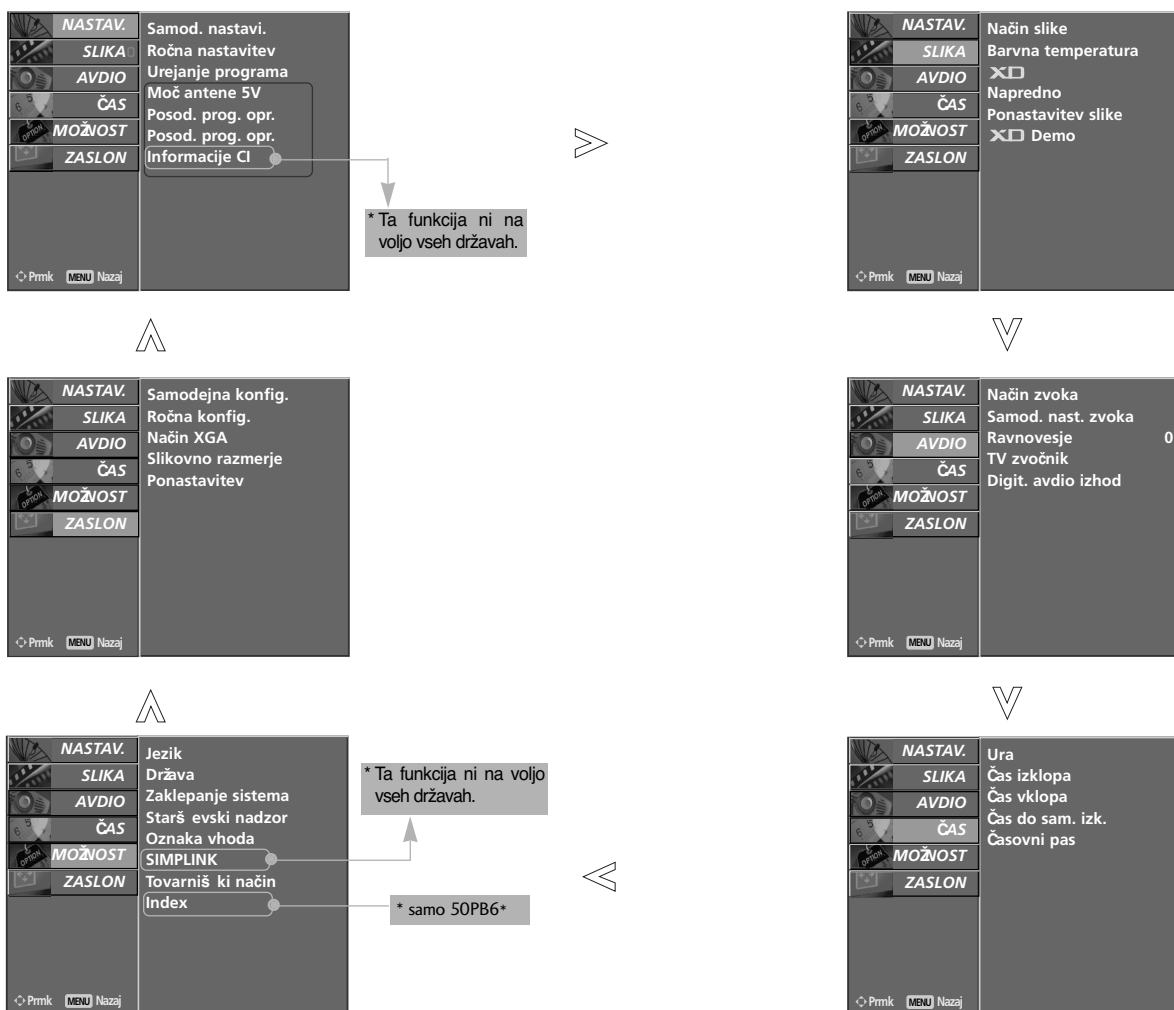 NASTAV.
SLIKA
AVDIO
ČAS
MOŽNOST
ZASLON
Samod. nastavi.
Ročna nastavitev
Urejanje programa
Moč antene 5V
Posod. prog. opr.
Posod. prog. opr.
Informacije CI
Prmk MENU Nazaj
* Ta funkcija ni na
voljo vseh državah.
NASTAV.
SLIKA
AVDIO
ČAS
MOŽNOST
ZASLON
Način slike
Barvna temperatura
XD
Napredno
Ponastavitev slike
XD Demo
Prmk MENU Nazaj
NASTAV.
SLIKA
AVDIO
ČAS
MOŽNOST
ZASLON
Samodejna konfig.
Ročna konfig.
Način XGA
Slikovno razmerje
Ponastavitev
Prmk MENU Nazaj
NASTAV.
SLIKA
AVDIO
ČAS
MOŽNOST
ZASLON
Način zvoka
Samod. nast. zvoka
Ravnovesje 0
TV zvočnik
Digit. avdio izhod
Prmk MENU Nazaj
NASTAV.
SLIKA
AVDIO
ČAS
MOŽNOST
ZASLON
Jezik
Država
Zaklepanje sistema
Starš evski nadzor
Oznaka vhoda
SIMPLINK
Tovarniš ki način
Index
Prmk MENU Nazaj
* Ta funkcija ni na voljo
vseh državah.
* samo 50PB6*
NASTAV.
SLIKA
AVDIO
ČAS
MOŽNOST
ZASLON
Ura
Čas izklopa
Čas vklopa
Čas do sam. izk.
Časovni pas
Prmk MENU Nazaj